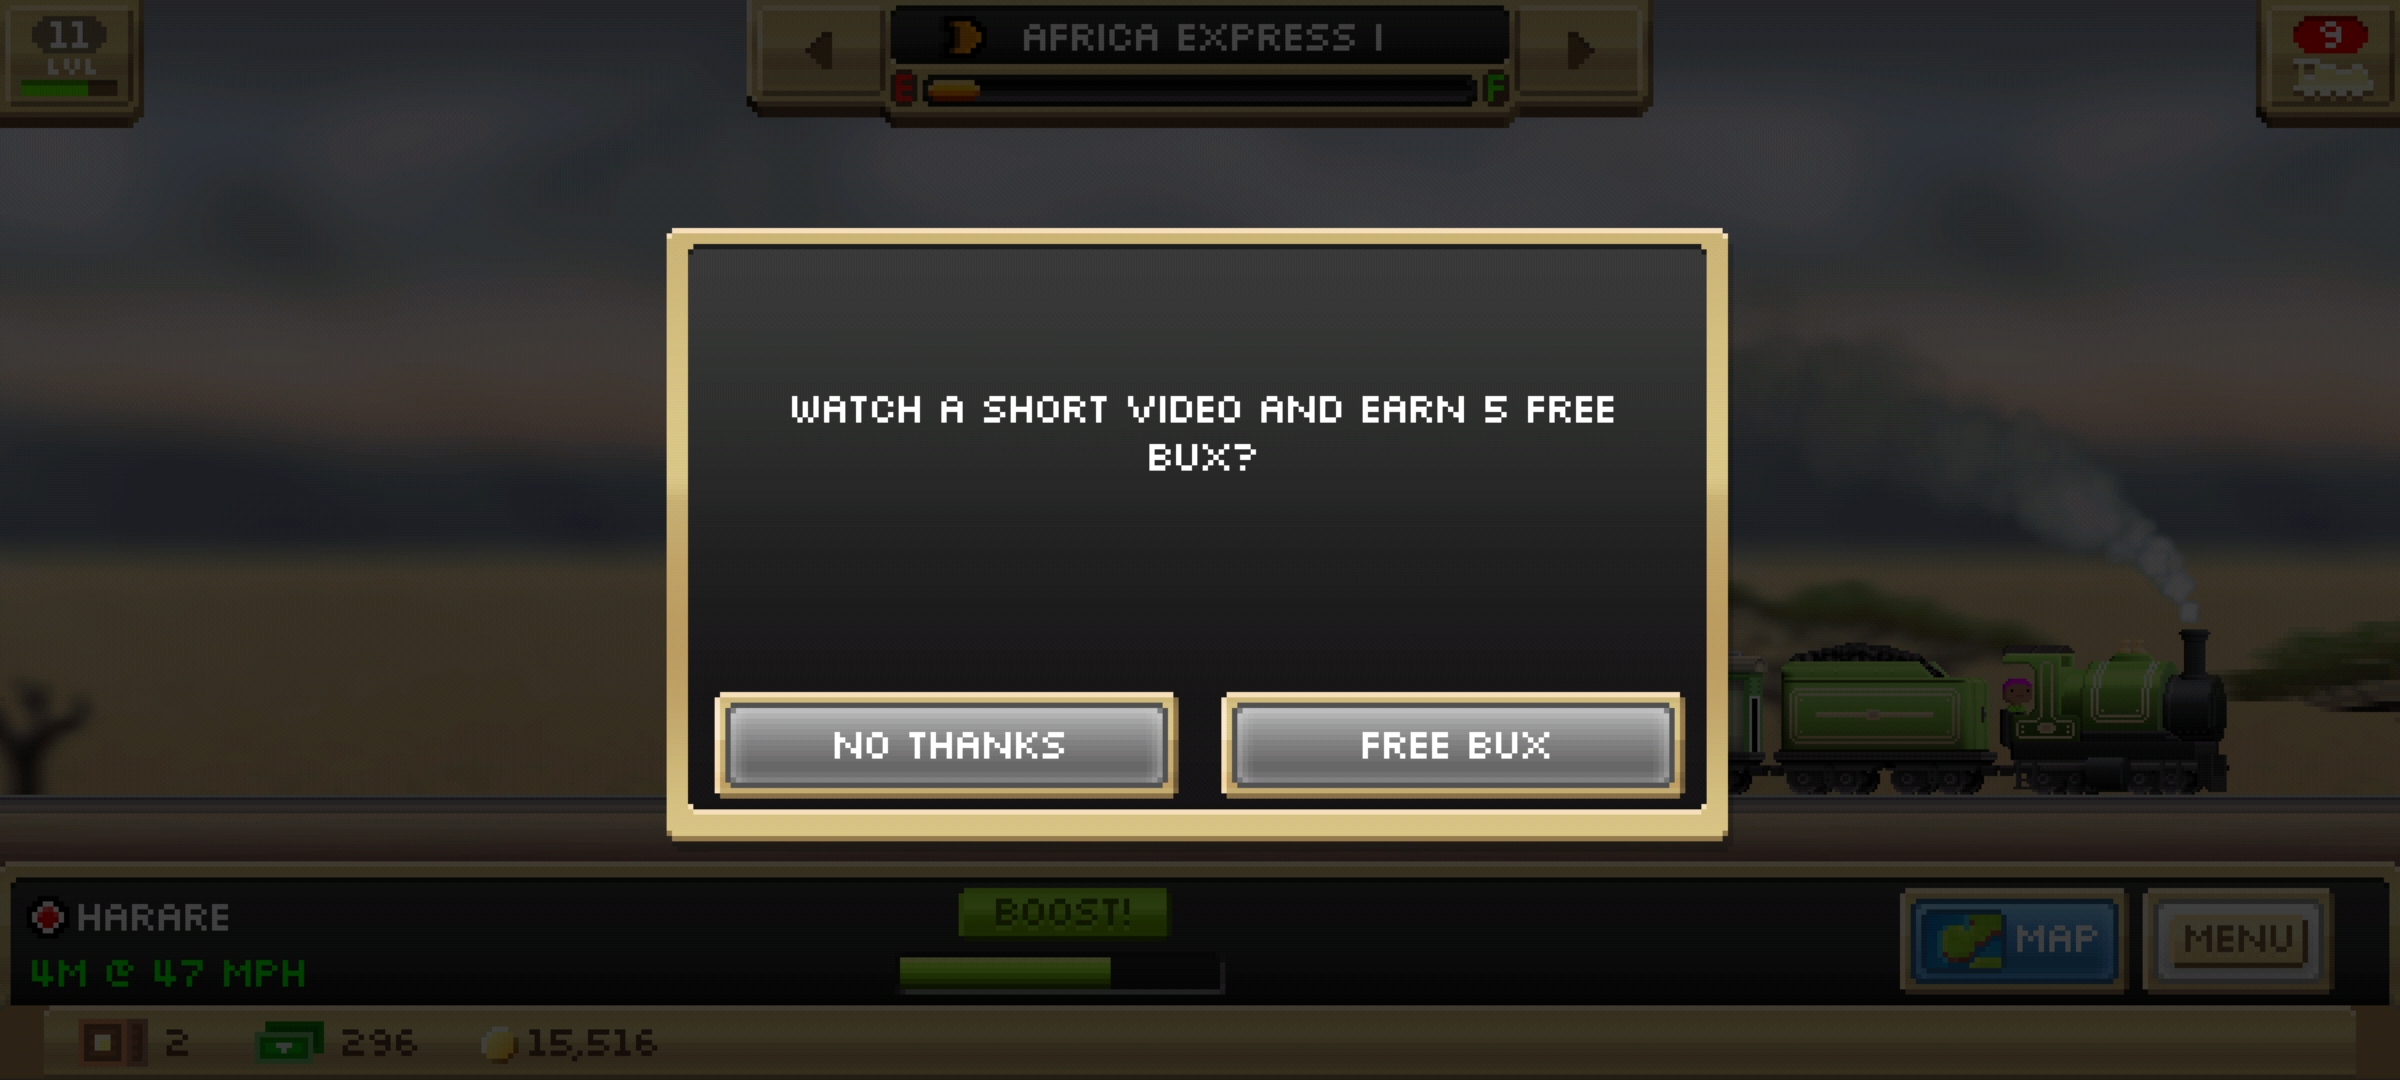 11
LVL
AFRICA EXPRESS I
E
F
9
WATCH A SHORT VIDEO AND EARN 5 FREE
BUX?
NO THANKS
FREE BUX
HARARE
4M @ 47 MPH
BOOST!
MAP
MENU
2
296
15,516